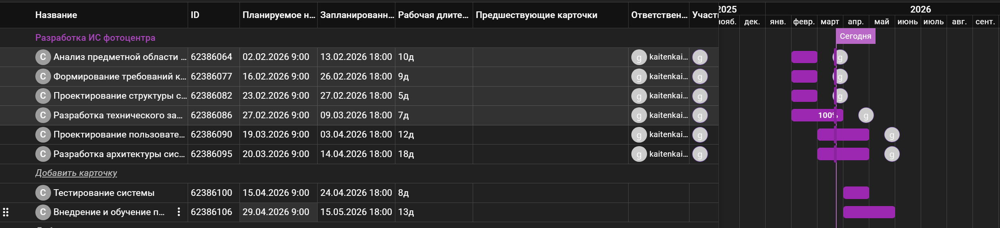 Название ID Планируемое н... Запланированн... Рабочая длите... Предшествующие карточки Ответствен... Участ 2025 2026
нояб. дек. янв. февр. март апр. май июнь июль авг. сент.
Разработка ИС фотоцентра Сегодня
С Анализ предметной области ... 62386064 02.02.2026 9:00 13.02.2026 18:00 10д g kaitenkai... g g
С Формирование требований к... 62386077 16.02.2026 9:00 26.02.2026 18:00 9д g kaitenkai... g g
С Проектирование структуры с... 62386082 23.02.2026 9:00 27.02.2026 18:00 5д g kaitenkai... g g
С Разработка технического за... 62386086 27.02.2026 9:00 09.03.2026 18:00 7д g kaitenkai... g 100% g
С Проектирование пользовате... 62386090 19.03.2026 9:00 03.04.2026 18:00 12д g kaitenkai... g g
С Разработка архитектуры сис... 62386095 20.03.2026 9:00 14.04.2026 18:00 18д g kaitenkai... g g
Добавить карточку
С Тестирование системы 62386100 15.04.2026 9:00 24.04.2026 18:00 8д
С Внедрение и обучение п... 62386106 29.04.2026 9:00 15.05.2026 18:00 13д